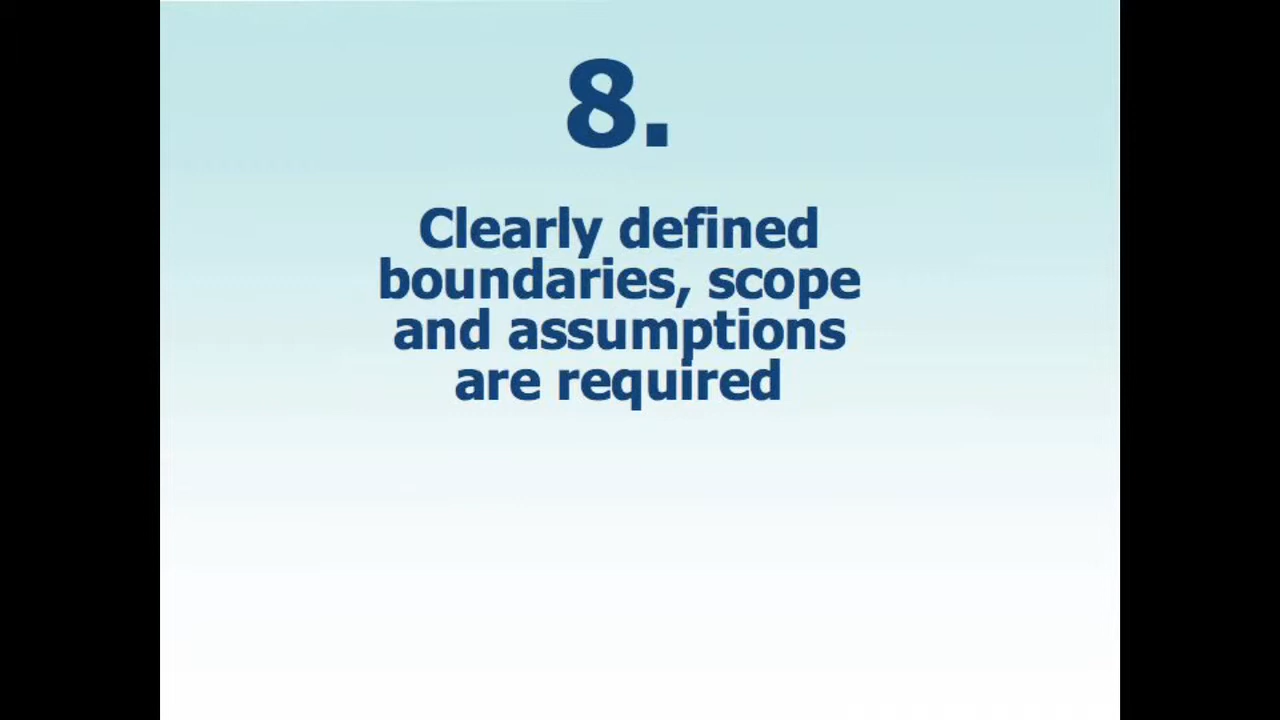 8.
Clearly defined
boundaries, scope
and assumptions
are required